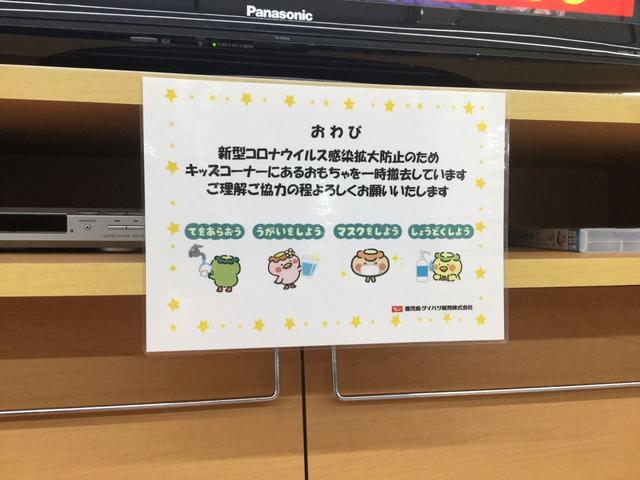 Panasonic
おわび
新型コロナウイルス感染拡大防止のため
キッズコーナーにあるおもちゃを一時撤去しています
ご理解ご協力の程よろしくお願いいたします
てをあらおう うがいをしよう マスクをしよう しょうどくしよう
鹿児島ダイハツ販売株式会社